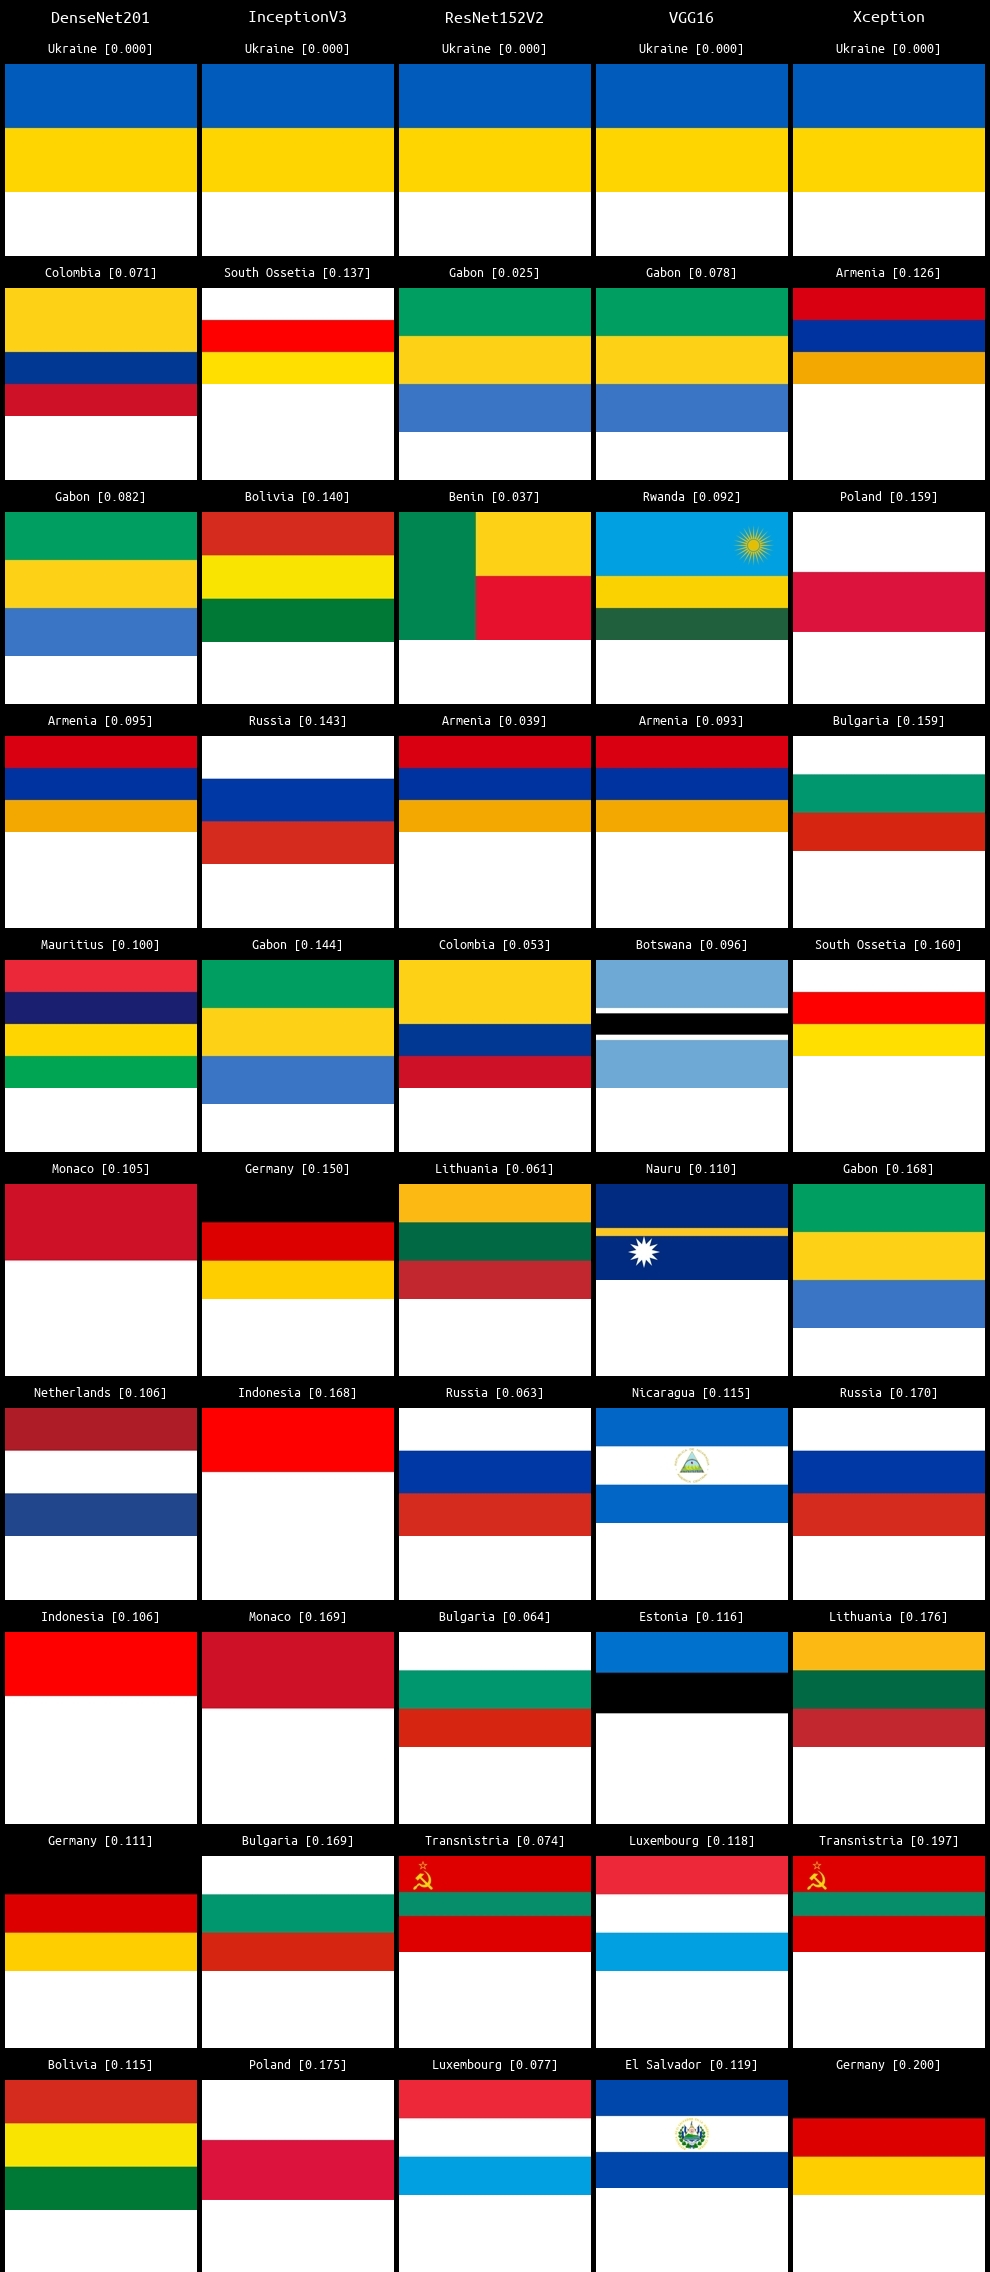 DenseNet201 InceptionV3 ResNet152V2 VGG16 Xception
Ukraine [0.000] Ukraine [0.000] Ukraine [0.000] Ukraine [0.000] Ukraine [0.000]
Colombia [0.071] South Ossetia [0.137] Gabon [0.025] Gabon [0.078] Armenia [0.126]
Gabon [0.082] Bolivia [0.140] Benin [0.037] Rwanda [0.092] Poland [0.159]
Armenia [0.095] Russia [0.143] Armenia [0.039] Armenia [0.093] Bulgaria [0.159]
Mauritius [0.100] Gabon [0.144] Colombia [0.053] Botswana [0.096] South Ossetia [0.160]
Monaco [0.105] Germany [0.150] Lithuania [0.061] Nauru [0.110] Gabon [0.168]
Netherlands [0.106] Indonesia [0.168] Russia [0.063] Nicaragua [0.115] Russia [0.170]
Indonesia [0.106] Monaco [0.169] Bulgaria [0.064] Estonia [0.116] Lithuania [0.176]
Germany [0.111] Bulgaria [0.169] Transnistria [0.074] Luxembourg [0.118] Transnistria [0.197]
Bolivia [0.115] Poland [0.175] Luxembourg [0.077] El Salvador [0.119] Germany [0.200]